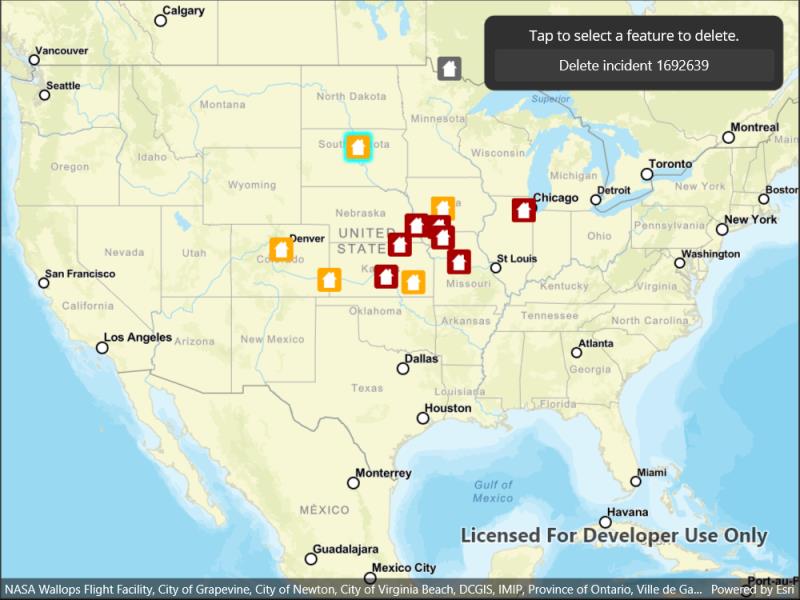 Calgary
Vancouver
Seattle
Tap to select a feature to delete.
Delete incident 1692639
Superior
North Dakota
Montana
Minnesota
Montreal
Toronto
Wisconsin
Michigan
Oregon
Idaho
Wyoming
Detroit
New York
Boston
Chicago
Nebraska
UNITED
Denver
Nevada
Utah
Ohio
Pennsylvania
New York
Washington
St Louis
San Francisco
California
Missouri
Kentucky
Virginia
Oklahoma
Arkansas
Tennessee
North Carolina
Los Angeles
Arizona
New Mexico
Atlanta
Georgia
Dallas
Texas
Louisiana
Houston
Florida
Monterrey
Miami
Gulf of
Mexico
MÉXICO
Havana
Licensed For Developer Use Only
Guadalajara
Mexico City
Port-au-P
NASA Wallops Flight Facility, City of Grapevine, City of Newton, City of Virginia Beach, DCGIS, IMIP, Province of Ontario, Ville de Ga... Powered by Esri